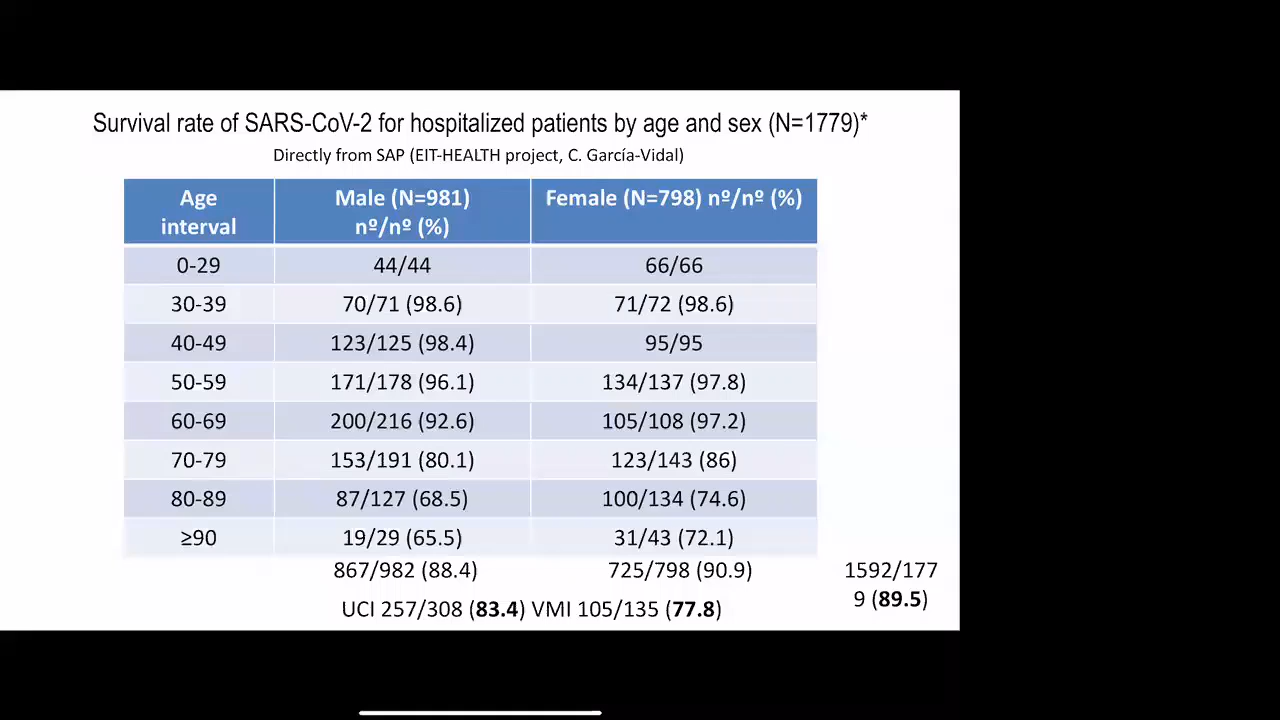 Survival rate of SARS-CoV-2 for hospitalized patients by age and sex (N=1779)*
Directly from SAP (EIT-HEALTH project, C. García-Vidal)
Age interval Male (N=981) nº/nº (%) Female (N=798) nº/nº (%)
0-29 44/44 66/66
30-39 70/71 (98.6) 71/72 (98.6)
40-49 123/125 (98.4) 95/95
50-59 171/178 (96.1) 134/137 (97.8)
60-69 200/216 (92.6) 105/108 (97.2)
70-79 153/191 (80.1) 123/143 (86)
80-89 87/127 (68.5) 100/134 (74.6)
≥90 19/29 (65.5) 31/43 (72.1)
867/982 (88.4) 725/798 (90.9) 1592/177
9 (89.5)
UCI 257/308 (83.4) VMI 105/135 (77.8)